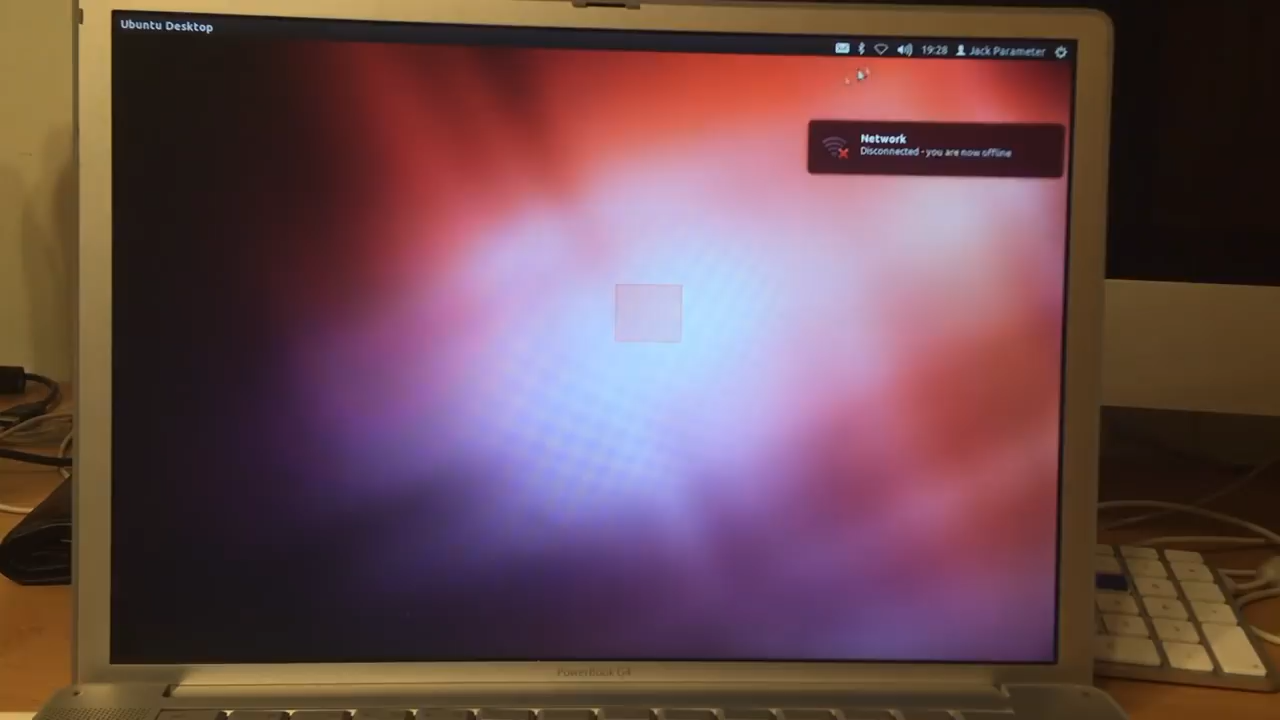 Ubuntu Desktop
19:28 Jack Parameter
Network
Disconnected - you are now offline
PowerBook G4